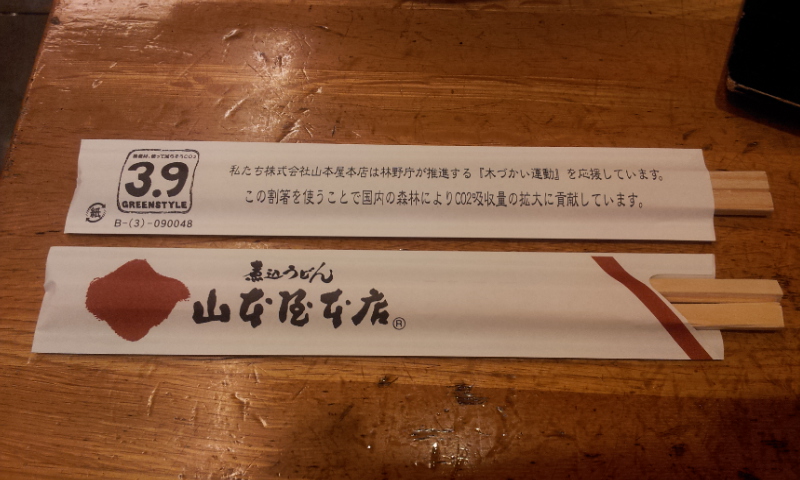 3.9
GREENSTYLE
紙
B-(3)-090048
私たち株式会社山本屋本店は林野庁が推進する『木づかい運動』を応援しています。
この割箸を使うことで国内の森林によりCO2吸収量の拡大に貢献しています。
煮込うどん
山本屋本店®